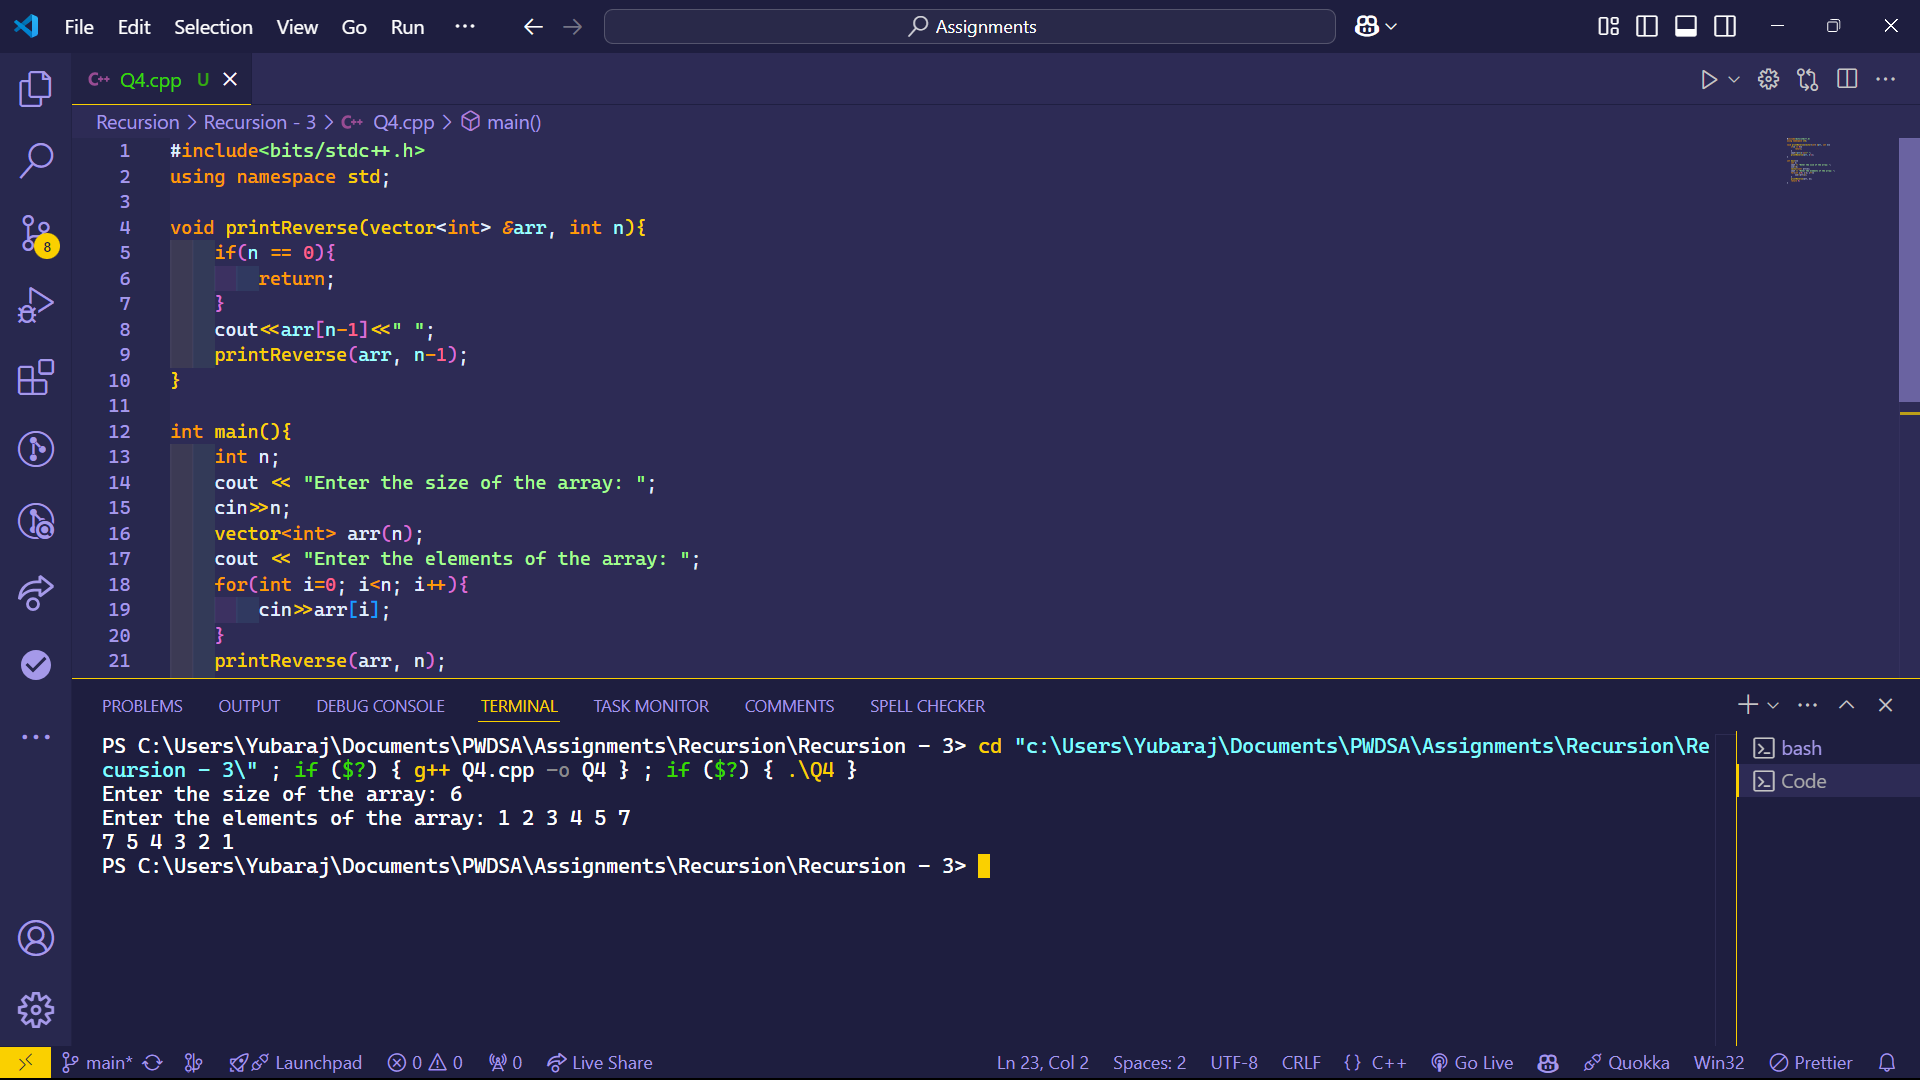 File Edit Selection View Go Run ··· Assignments
C++ Q4.cpp U
Recursion > Recursion - 3 > C++ Q4.cpp > main()
1 #include<bits/stdc++.h>
2 using namespace std;
3
4 void printReverse(vector<int> &arr, int n){
5 if(n == 0){
6 return;
7 }
8 cout<<arr[n-1]<<" ";
9 printReverse(arr, n-1);
10 }
11
12 int main(){
13 int n;
14 cout << "Enter the size of the array: ";
15 cin>>n;
16 vector<int> arr(n);
17 cout << "Enter the elements of the array: ";
18 for(int i=0; i<n; i++){
19 cin>>arr[i];
20 }
21 printReverse(arr, n);
8
PROBLEMS OUTPUT DEBUG CONSOLE TERMINAL TASK MONITOR COMMENTS SPELL CHECKER
PS C:\Users\Yubaraj\Documents\PWDSA\Assignments\Recursion\Recursion - 3> cd "c:\Users\Yubaraj\Documents\PWDSA\Assignments\Recursion\Re
cursion - 3\" ; if ($?) { g++ Q4.cpp -o Q4 } ; if ($?) { .\Q4 }
Enter the size of the array: 6
Enter the elements of the array: 1 2 3 4 5 7
7 5 4 3 2 1
PS C:\Users\Yubaraj\Documents\PWDSA\Assignments\Recursion\Recursion - 3>
bash
Code
main* Launchpad 0 0 0 Live Share Ln 23, Col 2 Spaces: 2 UTF-8 CRLF {} C++ Go Live Quokka Win32 Prettier